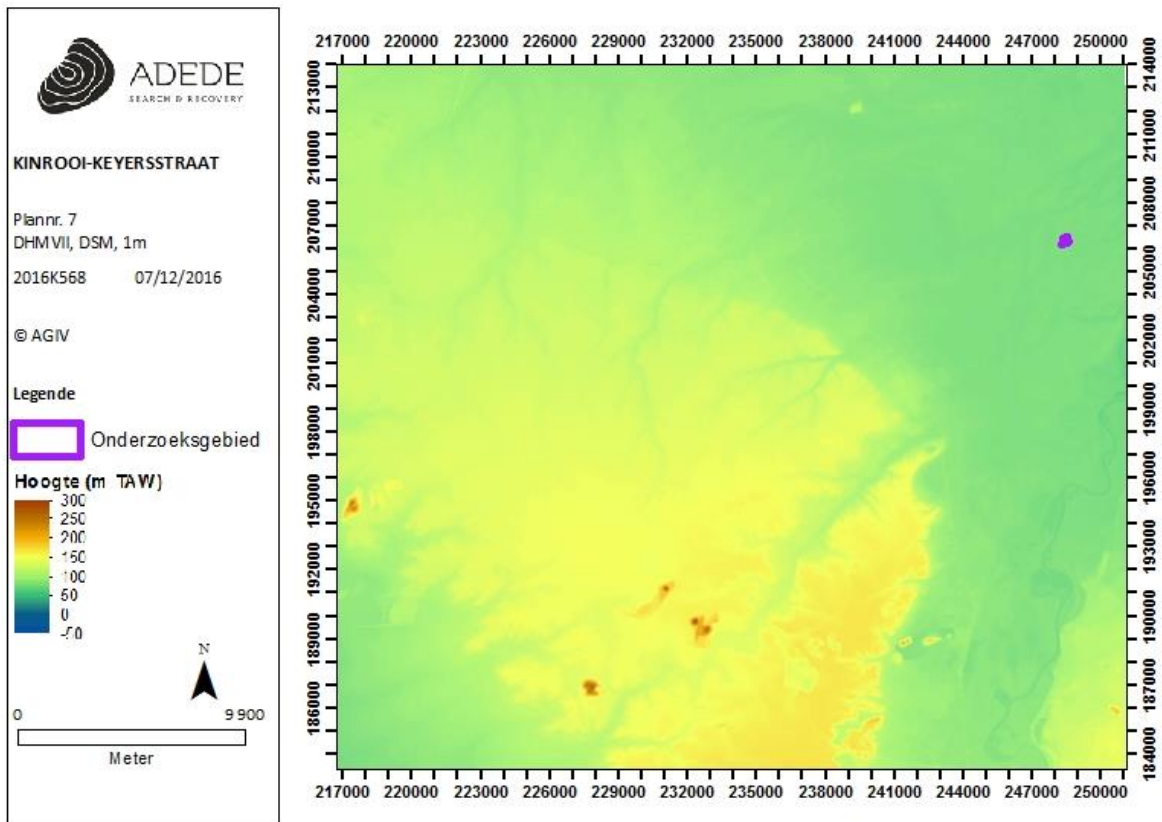 ADEDE
SEARCH & RECOVERY
KINROOI-KEYERSSTRAAT
Plannr. 7
DHMVII, DSM, 1m
2016K568 07/12/2016
© AGIV
Legende
Onderzoeksgebied
Hoogte (m TAW)
300
250
200
150
100
50
0
-50
N
0 9 900
Meter
217000 220000 223000 226000 229000 232000 235000 238000 241000 244000 247000 250000
213000
210000
207000
204000
201000
198000
195000
192000
189000
186000
214000
211000
208000
205000
202000
199000
196000
193000
190000
187000
184000
217000 220000 223000 226000 229000 232000 235000 238000 241000 244000 247000 250000